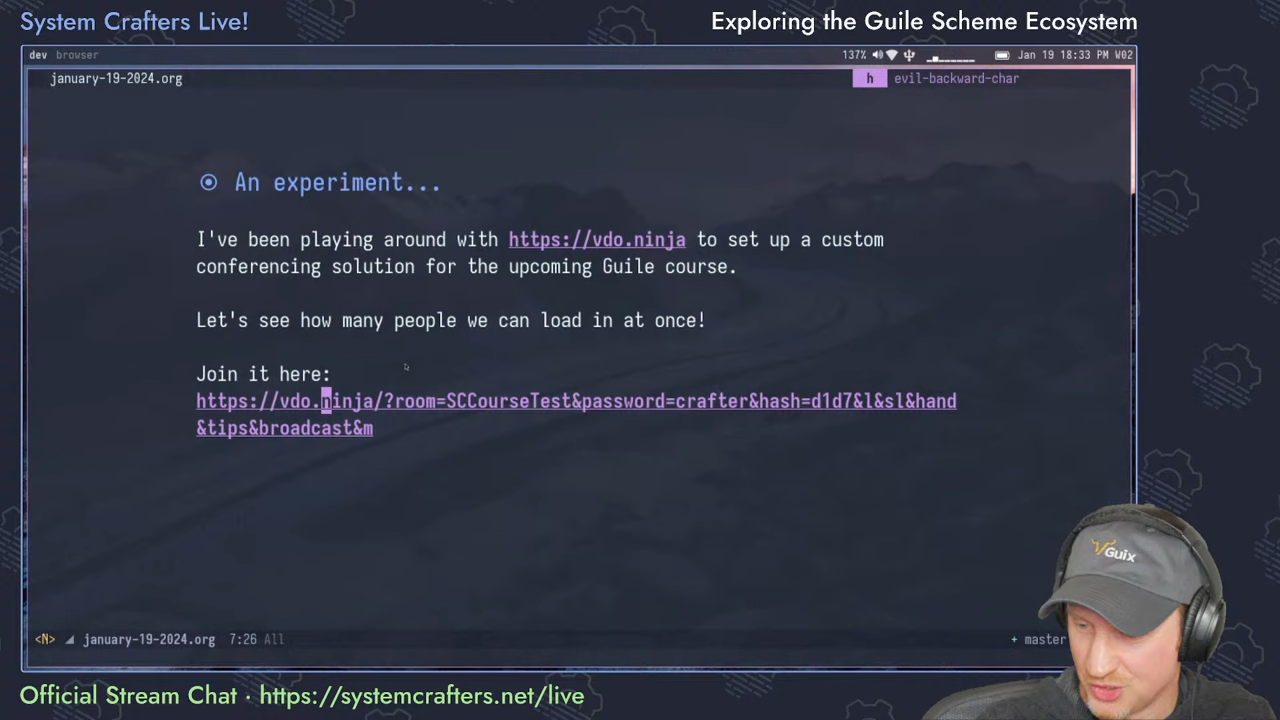 System Crafters Live!
Exploring the Guile Scheme Ecosystem
dev browser
137% Jan 19 18:33 PM W02
january-19-2024.org
h evil-backward-char
An experiment...
I've been playing around with https://vdo.ninja to set up a custom
conferencing solution for the upcoming Guile course.
Let's see how many people we can load in at once!
Join it here:
https://vdo.ninja/?room=SCCourseTest&password=crafter&hash=d1d7&l&sl&hand
&tips&broadcast&m
Guix
<N> january-19-2024.org 7:26 All
+ master
Official Stream Chat · https://systemcrafters.net/live